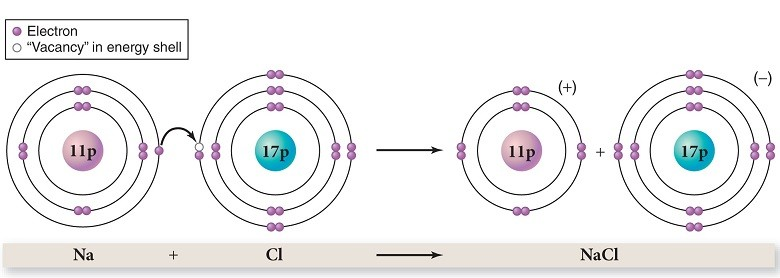 Electron
"Vacancy" in energy shell
11p
17p
11p
(+)
+
17p
(−)
Na + Cl NaCl